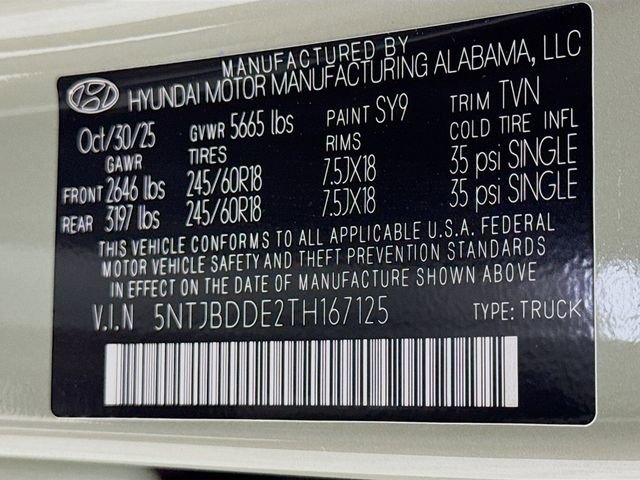 MANUFACTURED BY
HYUNDAI MOTOR MANUFACTURING ALABAMA, LLC
Oct/30/25 GVWR 5665 lbs PAINT SY9 TRIM TVN
GAWR TIRES RIMS COLD TIRE INFL
FRONT 2646 lbs 245/60R18 7.5JX18 35 psi SINGLE
REAR 3197 lbs 245/60R18 7.5JX18 35 psi SINGLE
THIS VEHICLE CONFORMS TO ALL APPLICABLE U.S.A. FEDERAL
MOTOR VEHICLE SAFETY AND THEFT PREVENTION STANDARDS
IN EFFECT ON THE DATE OF MANUFACTURE SHOWN ABOVE
V.I.N 5NTJBDDE2TH167125 TYPE: TRUCK